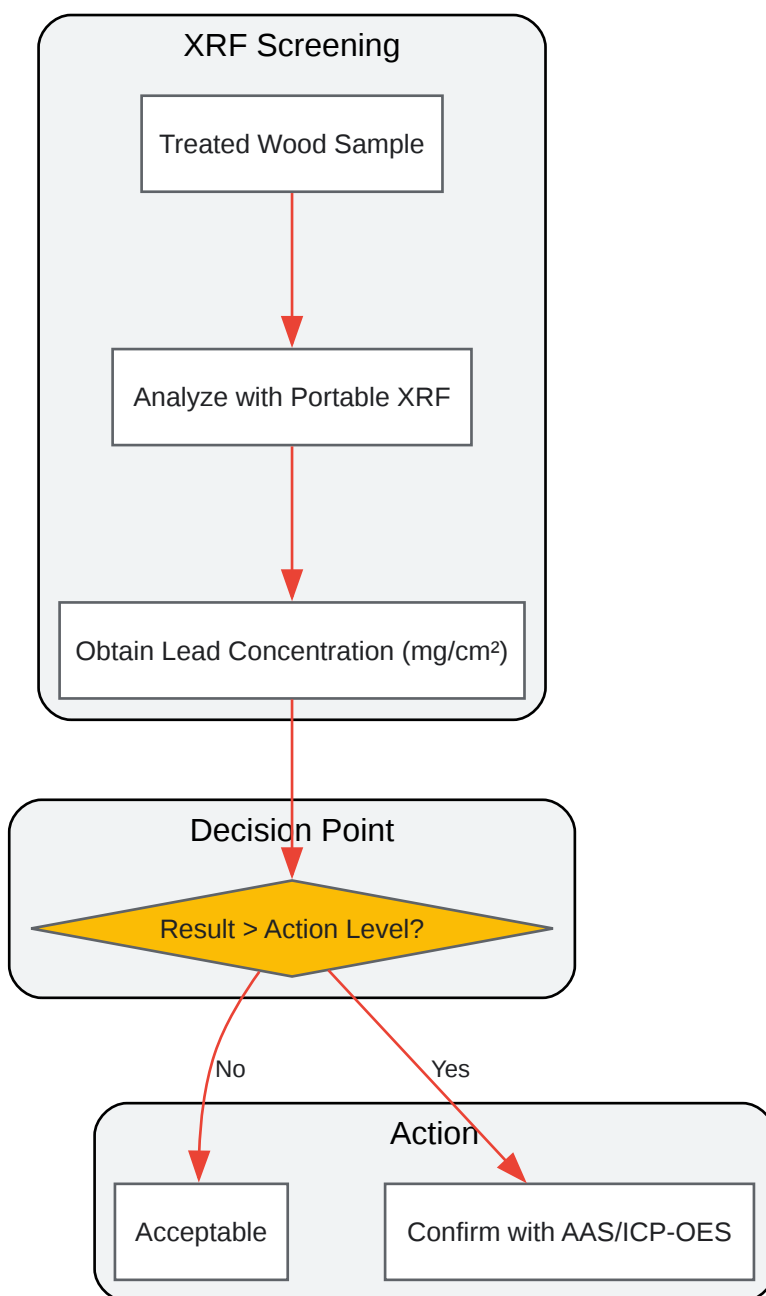 XRF Screening
Treated Wood Sample
Analyze with Portable XRF
Obtain Lead Concentration (mg/cm²)
Decision Point
Result > Action Level?
No
Yes
Action
Acceptable
Confirm with AAS/ICP-OES